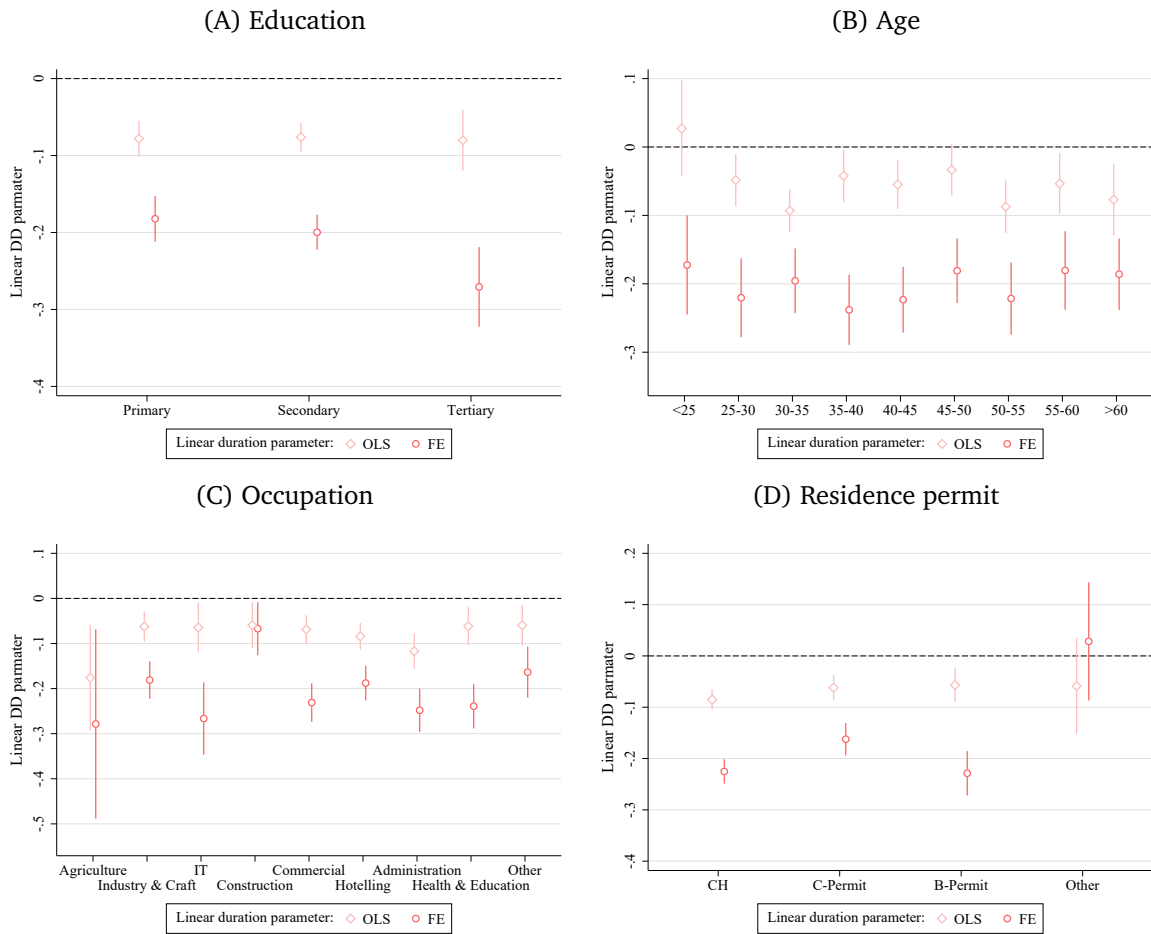 (A) Education
0
-.1
-.2
-.3
-.4
Linear DD parmater
Primary
Secondary
Tertiary
Linear duration parameter: OLS FE
(B) Age
.1
0
-.1
-.2
-.3
Linear DD parmater
<25
25-30
30-35
35-40
40-45
45-50
50-55
55-60
>60
Linear duration parameter: OLS FE
(C) Occupation
.1
0
-.1
-.2
-.3
-.4
-.5
Linear DD parmater
Agriculture
Industry & Craft
IT
Construction
Commercial
Hotelling
Administration
Health & Education
Other
Linear duration parameter: OLS FE
(D) Residence permit
.2
.1
0
-.1
-.2
-.3
-.4
Linear DD parmater
CH
C-Permit
B-Permit
Other
Linear duration parameter: OLS FE